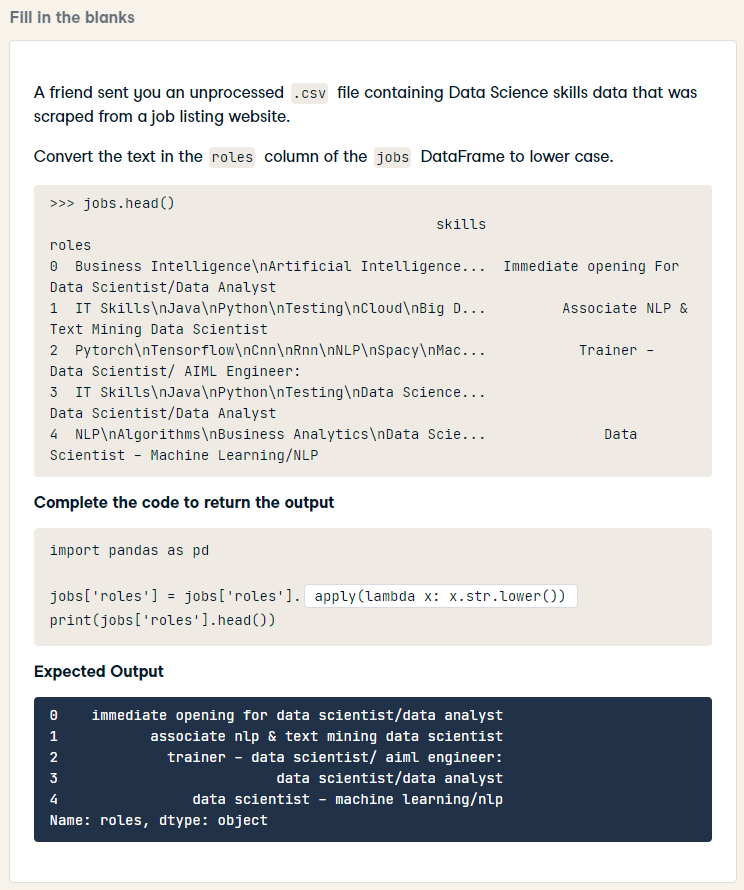 Fill in the blanks
A friend sent you an unprocessed .csv file containing Data Science skills data that was
scraped from a job listing website.
Convert the text in the roles column of the jobs DataFrame to lower case.
>>> jobs.head()
skills
roles
0  Business Intelligence\nArtificial Intelligence...  Immediate opening For
Data Scientist/Data Analyst
1  IT Skills\nJava\nPython\nTesting\nCloud\nBig D...         Associate NLP &
Text Mining Data Scientist
2  Pytorch\nTensorflow\nCnn\nRnn\nNLP\nSpacy\nMac...           Trainer –
Data Scientist/ AIML Engineer:
3  IT Skills\nJava\nPython\nTesting\nData Science...
Data Scientist/Data Analyst
4  NLP\nAlgorithms\nBusiness Analytics\nData Scie...              Data
Scientist – Machine Learning/NLP
Complete the code to return the output
import pandas as pd
jobs['roles'] = jobs['roles']. apply(lambda x: x.str.lower())
print(jobs['roles'].head())
Expected Output
0    immediate opening for data scientist/data analyst
1           associate nlp & text mining data scientist
2             trainer – data scientist/ aiml engineer:
3                          data scientist/data analyst
4                data scientist – machine learning/nlp
Name: roles, dtype: object